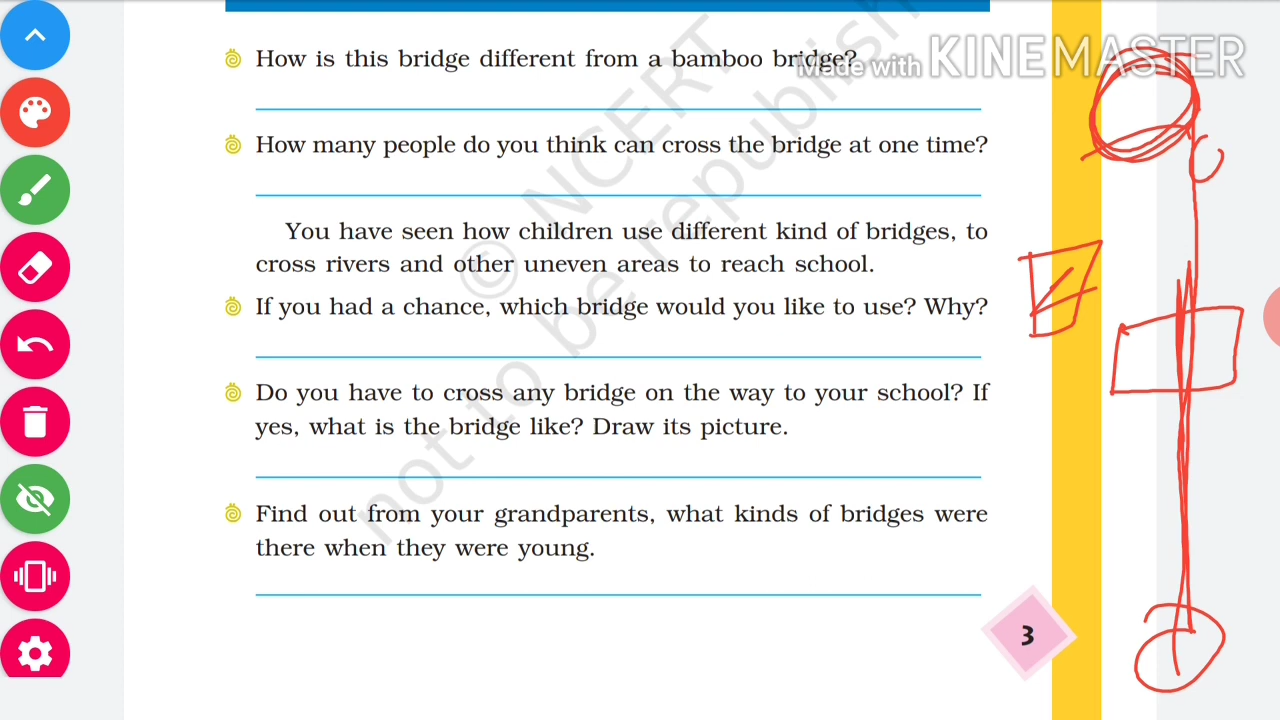 How is this bridge different from a bamboo bridge?
Made with KINEMASTER
How many people do you think can cross the bridge at one time?
You have seen how children use different kind of bridges, to
cross rivers and other uneven areas to reach school.
If you had a chance, which bridge would you like to use? Why?
Do you have to cross any bridge on the way to your school? If
yes, what is the bridge like? Draw its picture.
Find out from your grandparents, what kinds of bridges were
there when they were young.
3
© NCERT
not to be republish